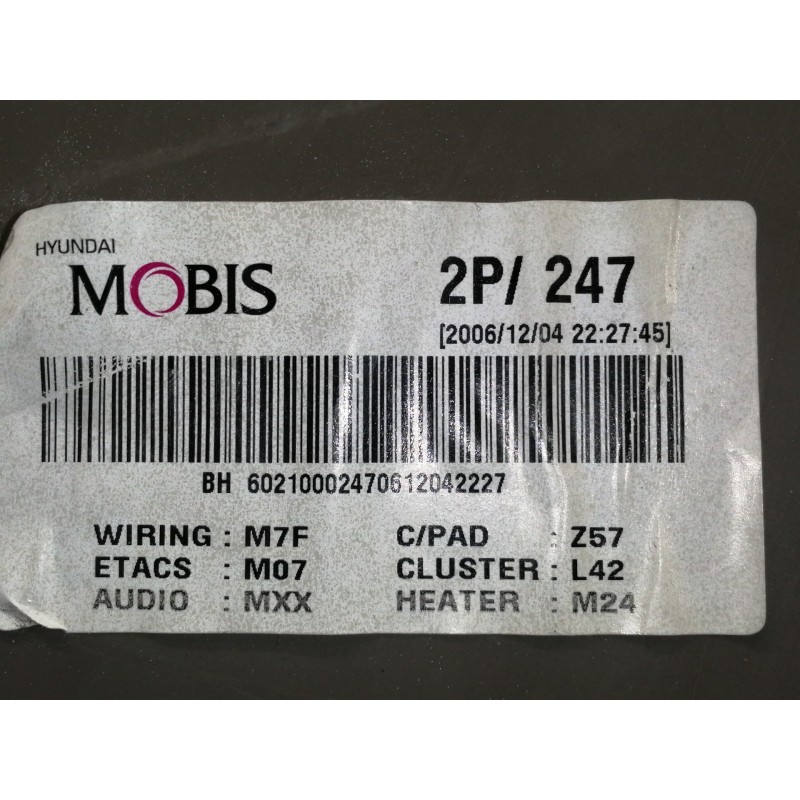 HYUNDAI
MOBIS
2P/ 247
[2006/12/04 22:27:45]
BH 60210002470612042227
WIRING : M7F C/PAD : Z57
ETACS : M07 CLUSTER : L42
AUDIO : MXX HEATER : M24